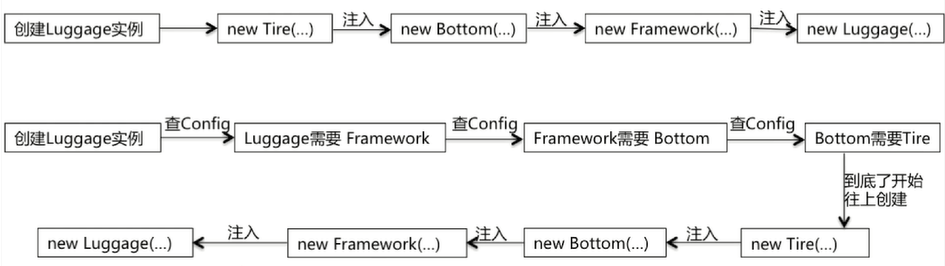 创建Luggage实例
new Tire(...)
注入
new Bottom(...)
注入
new Framework(...)
注入
new Luggage(...)
创建Luggage实例
查Config
Luggage需要 Framework
查Config
Framework需要 Bottom
查Config
Bottom需要Tire
到底了开始
往上创建
new Luggage(...)
注入
new Framework(...)
注入
new Bottom(...)
注入
new Tire(...)